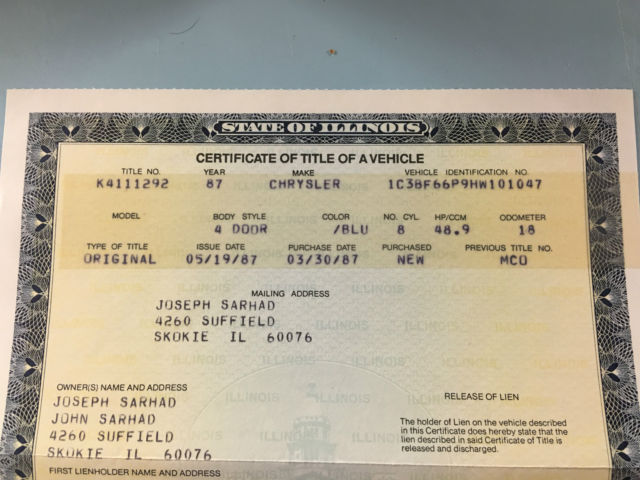 STATE OF ILLINOIS
CERTIFICATE OF TITLE OF A VEHICLE
TITLE NO. YEAR MAKE VEHICLE IDENTIFICATION NO.
K4111292 87 CHRYSLER 1C3BF66P9HW101047
MODEL BODY STYLE COLOR NO. CYL. HP/CCM ODOMETER
4 DOOR /BLU 8 48.9 18
TYPE OF TITLE ISSUE DATE PURCHASE DATE PURCHASED PREVIOUS TITLE NO.
ORIGINAL 05/19/87 03/30/87 NEW MCO
MAILING ADDRESS
JOSEPH SARHAD
4260 SUFFIELD
SKOKIE IL 60076
OWNER(S) NAME AND ADDRESS
JOSEPH SARHAD
JOHN SARHAD
4260 SUFFIELD
SKOKIE IL 60076
FIRST LIENHOLDER NAME AND ADDRESS
RELEASE OF LIEN
The holder of Lien on the vehicle described
in this Certificate does hereby state that the
lien described in said Certificate of Title is
released and discharged.